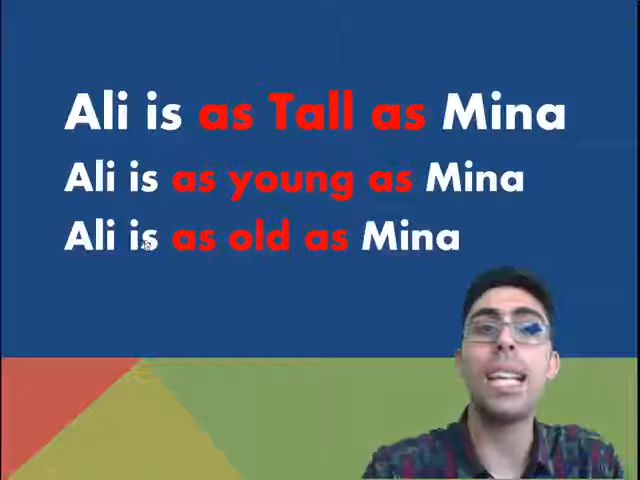 Ali is as Tall as Mina
Ali is as young as Mina
Ali is as old as Mina